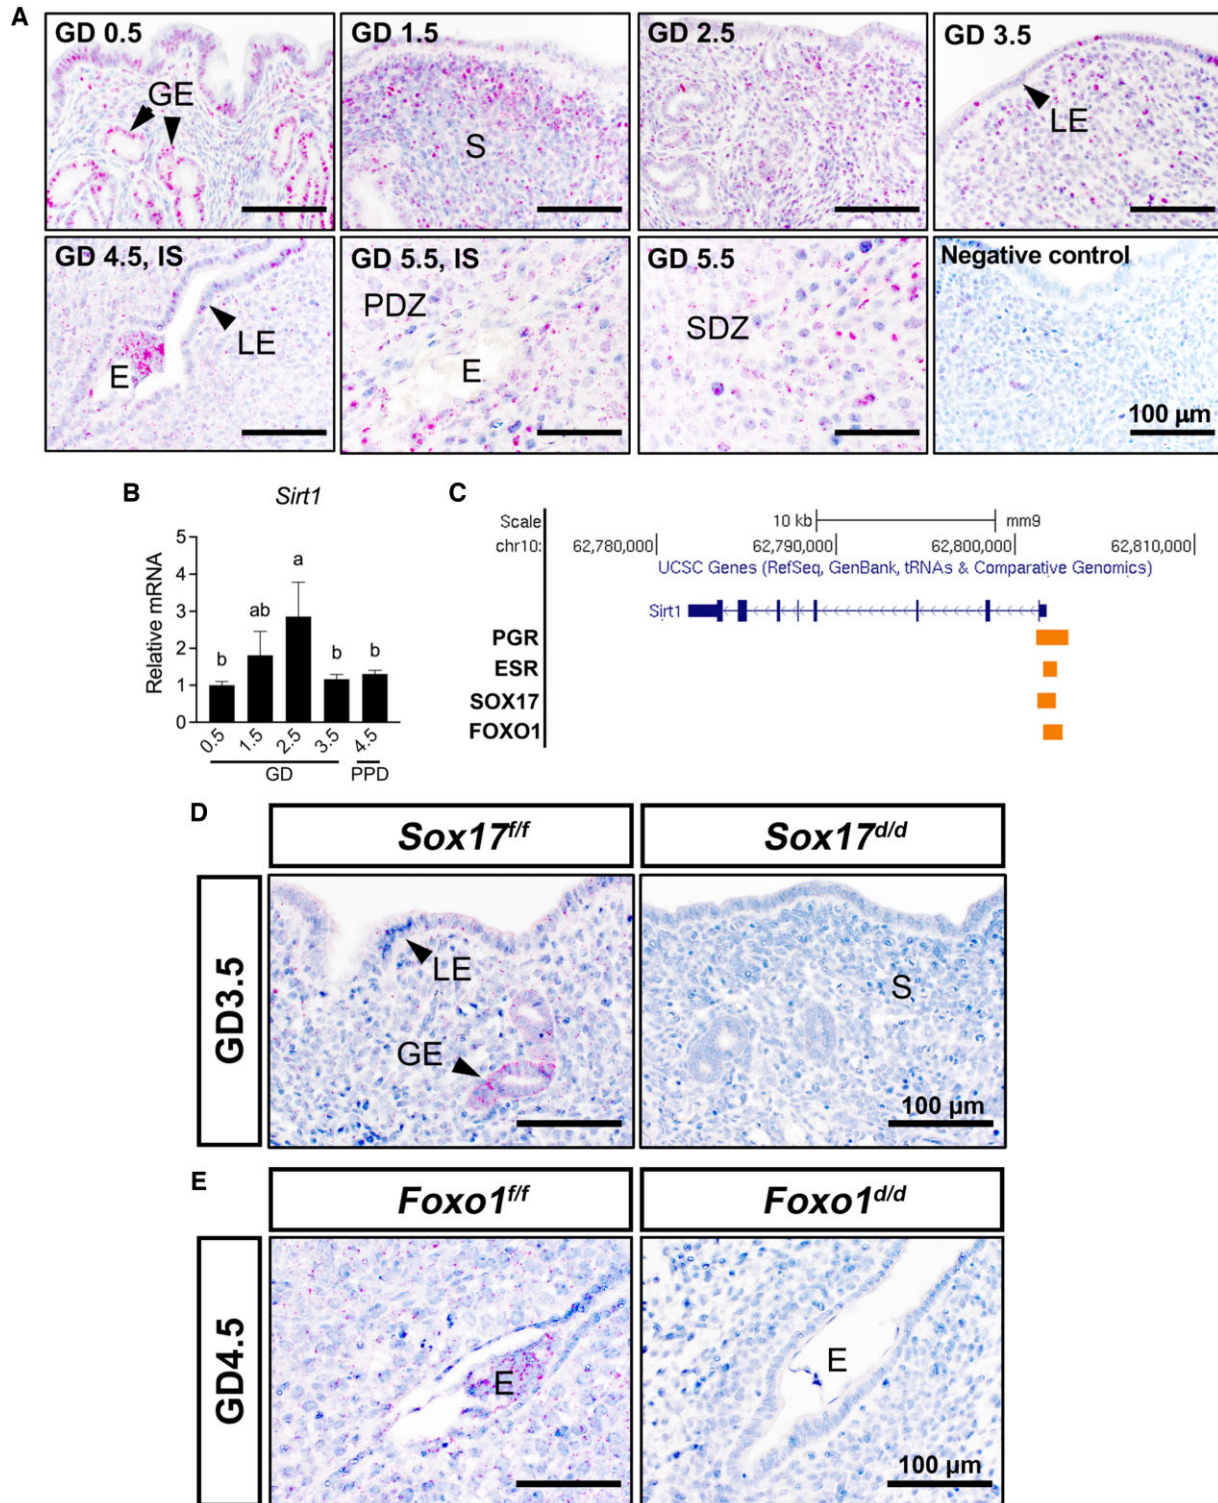 A
GD 0.5
GE
GD 1.5
S
GD 2.5
GD 3.5
LE
GD 4.5, IS
E
LE
GD 5.5, IS
PDZ
E
GD 5.5
SDZ
Negative control
100 µm
B
Sirt1
Relative mRNA
5
4
3
2
1
0
b
ab
a
b
b
0.5
1.5
2.5
3.5
4.5
GD
PPD
C
Scale
10 kb
mm9
chr10:
62,780,000
62,790,000
62,800,000
62,810,000
UCSC Genes (RefSeq, GenBank, tRNAs & Comparative Genomics)
Sirt1
PGR
ESR
SOX17
FOXO1
D
Sox17f/f
Sox17d/d
GD3.5
LE
GE
S
100 µm
E
Foxo1f/f
Foxo1d/d
GD4.5
E
E
100 µm